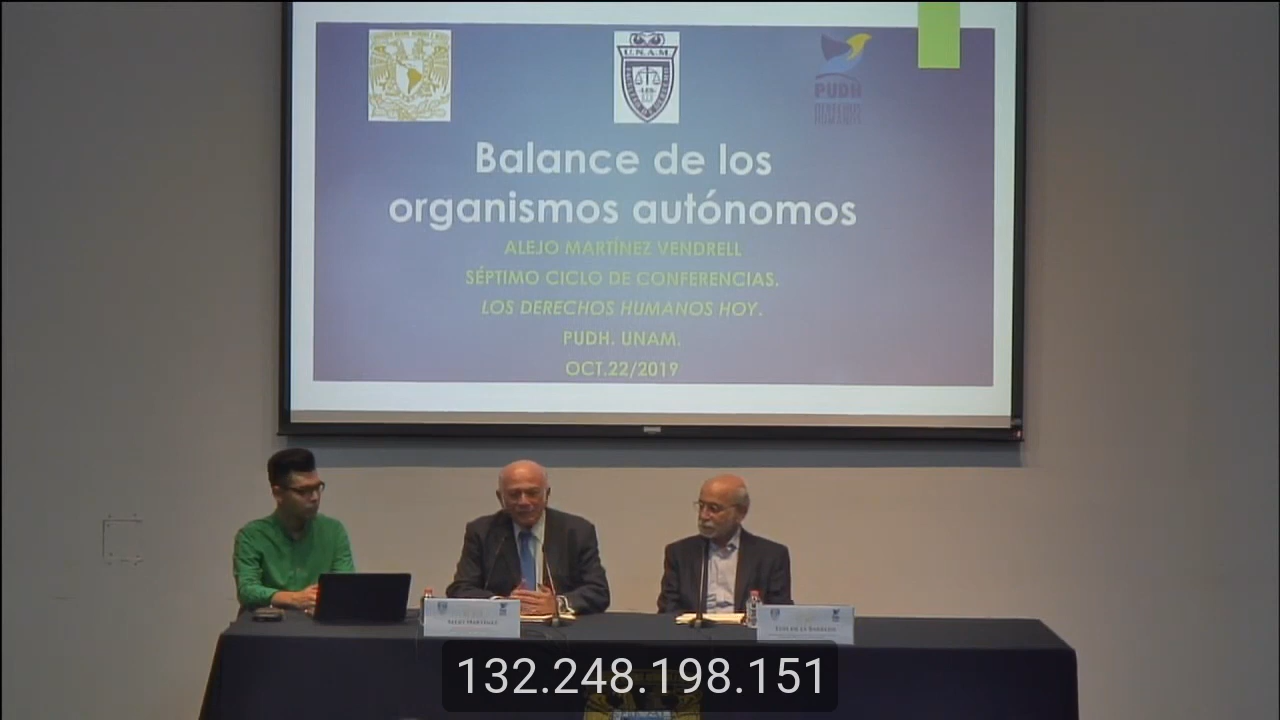 U.N.A.M.
PUDH
Balance de los
organismos autónomos
ALEJO MARTÍNEZ VENDRELL
SÉPTIMO CICLO DE CONFERENCIAS.
LOS DERECHOS HUMANOS HOY.
PUDH. UNAM.
OCT.22/2019
132.248.198.151